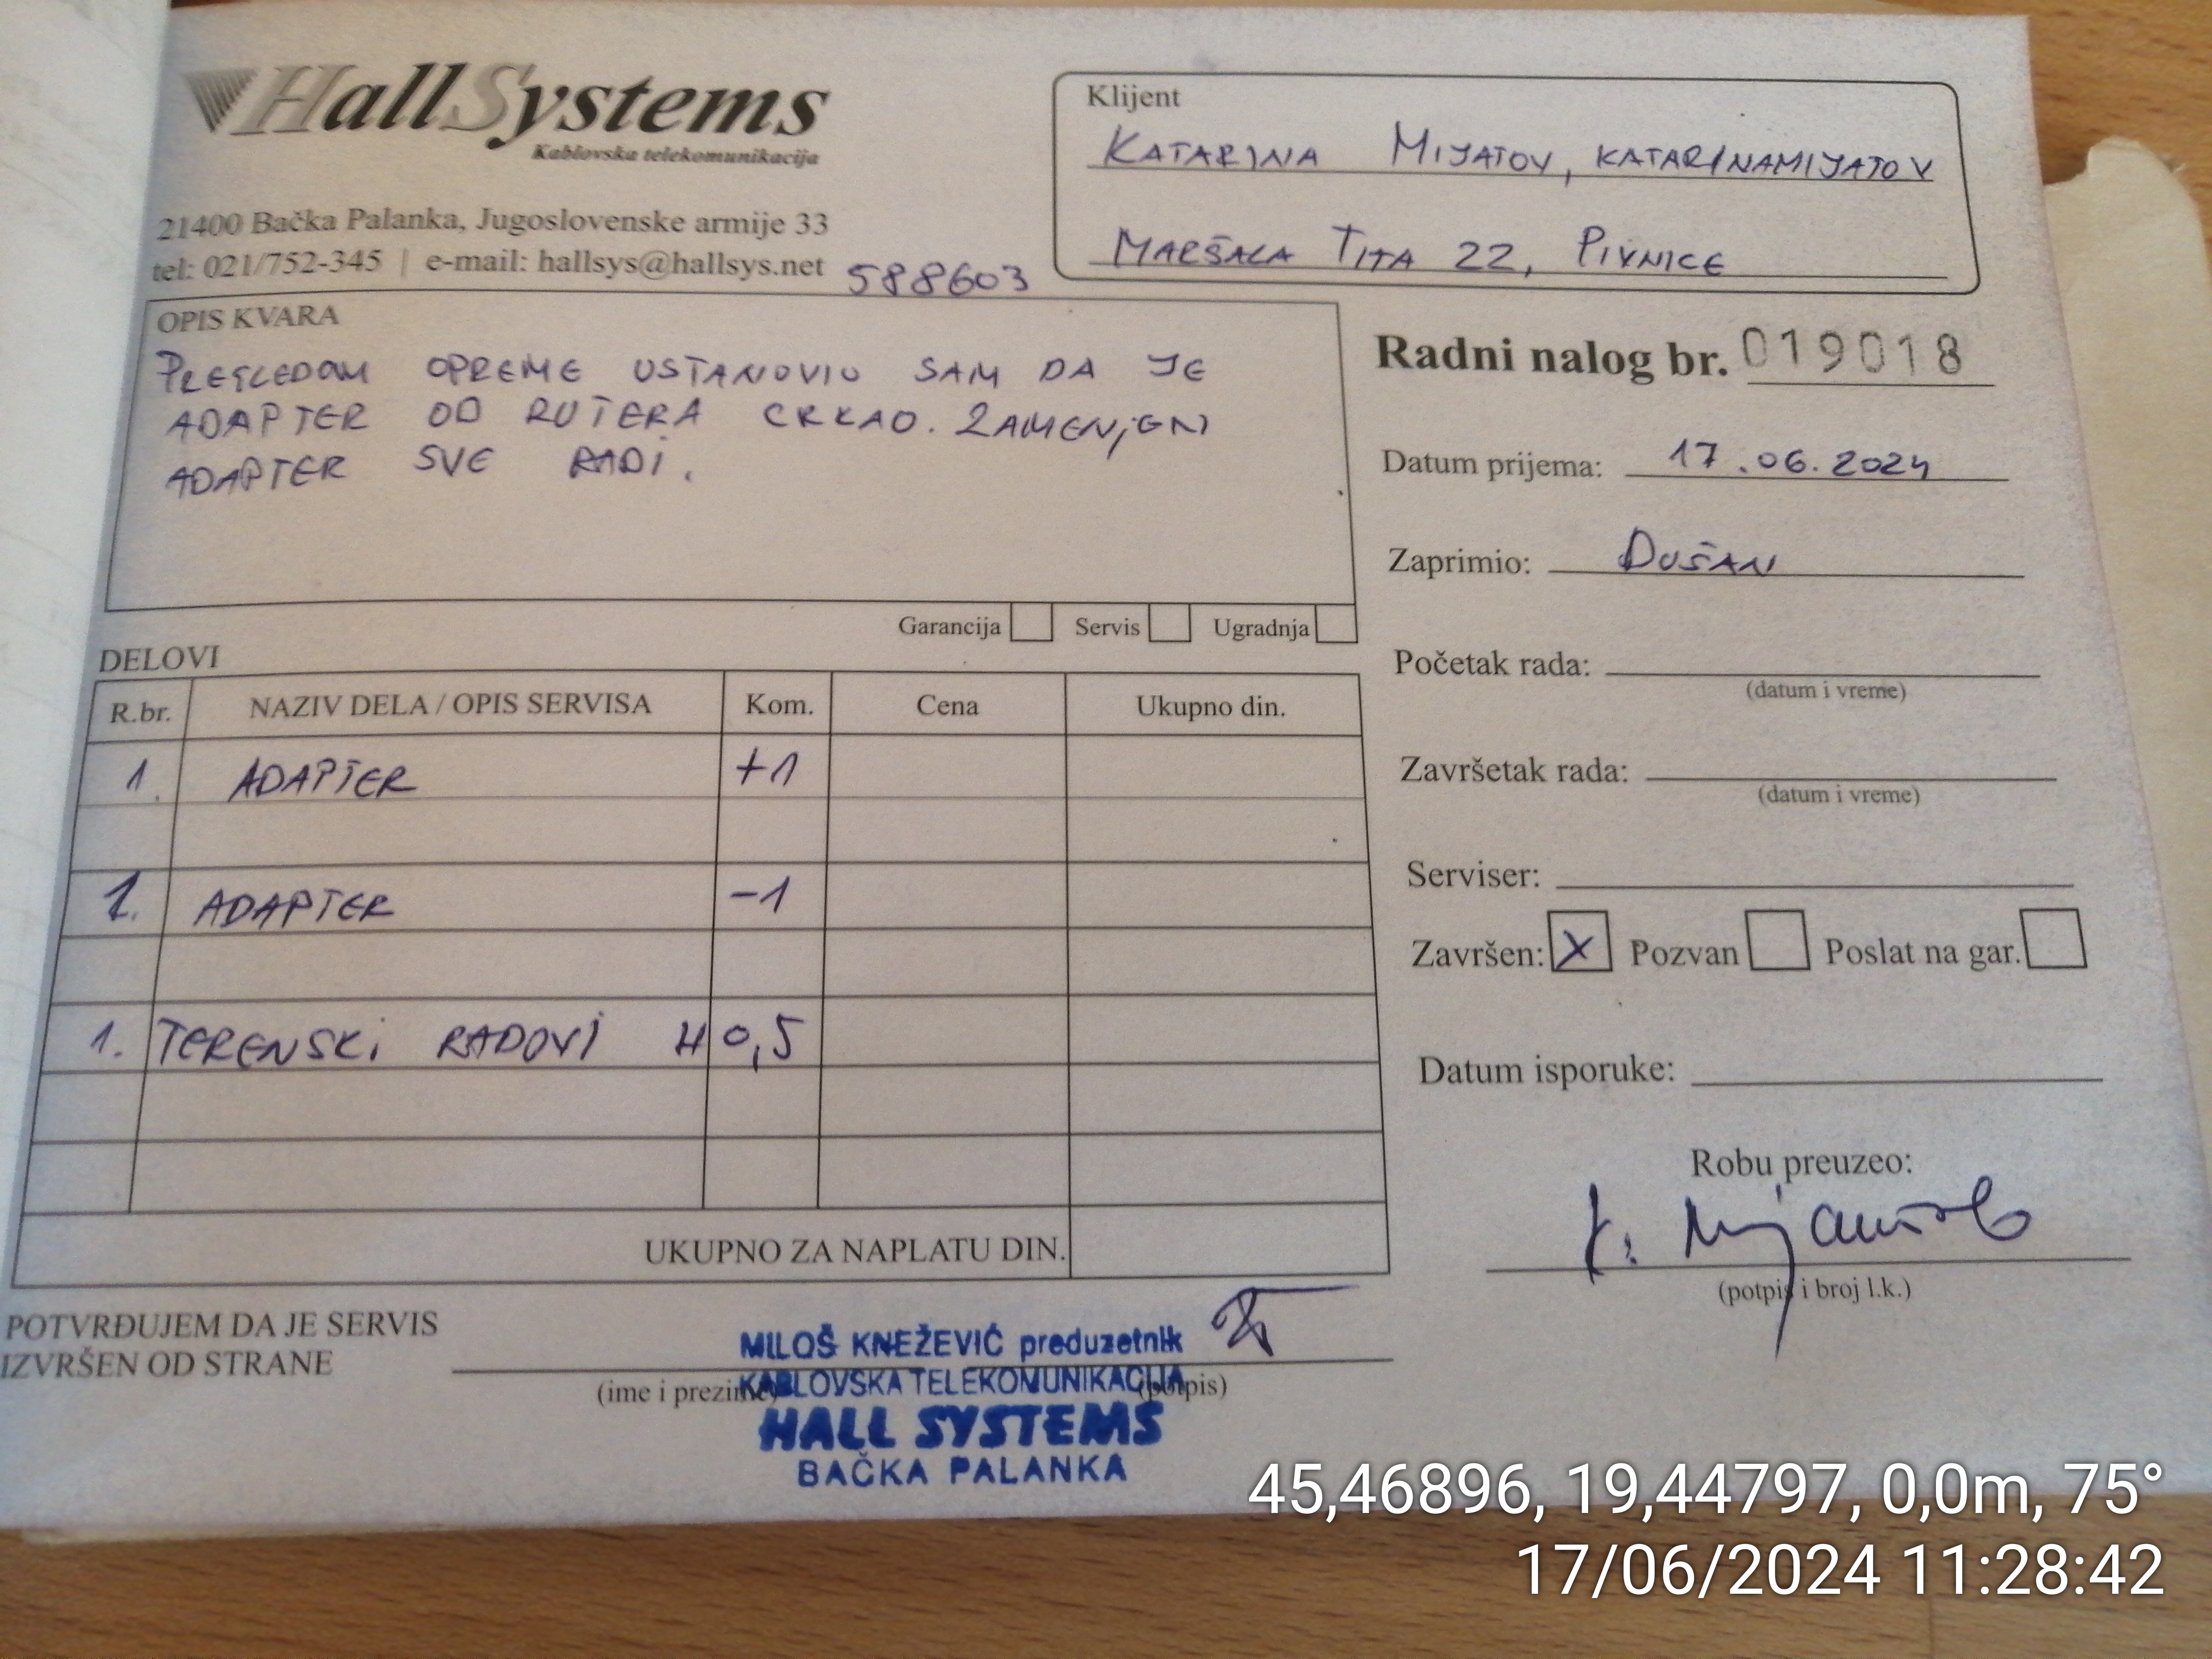 HallSystems
Kablovska telekomunikacija
21400 Bačka Palanka, Jugoslovenske armije 33
tel: 021/752-345 | e-mail: hallsys@hallsys.net
588603
Klijent
KATARINA MIJATOV, KATARINAMIJATOV
MARŠALA TITA 22, PIVNICE
OPIS KVARA
PREGLEDOM OPREME USTANOVIO SAM DA JE
ADAPTER OD RUTERA CRKAO. ZAMENJEN
ADAPTER SVE RADI.
Garancija Servis Ugradnja
Radni nalog br. 019018
Datum prijema: 17.06.2024
Zaprimio: DUŠAN
Početak rada:
(datum i vreme)
Završetak rada:
(datum i vreme)
Serviser:
Završen: X Pozvan Poslat na gar.
Datum isporuke:
Robu preuzeo:
K. Mijatov
(potpis i broj l.k.)
DELOVI
R.br. NAZIV DELA / OPIS SERVISA Kom. Cena Ukupno din.
1. ADAPTER +1
1. ADAPTER -1
1. TERENSKI RADOVI H 0,5
UKUPNO ZA NAPLATU DIN.
POTVRĐUJEM DA JE SERVIS
IZVRŠEN OD STRANE
(ime i prezime) (potpis)
MILOŠ KNEŽEVIĆ preduzetnik
KABLOVSKA TELEKOMUNIKACIJA
HALL SYSTEMS
BAČKA PALANKA
45,46896, 19,44797, 0,0m, 75°
17/06/2024 11:28:42